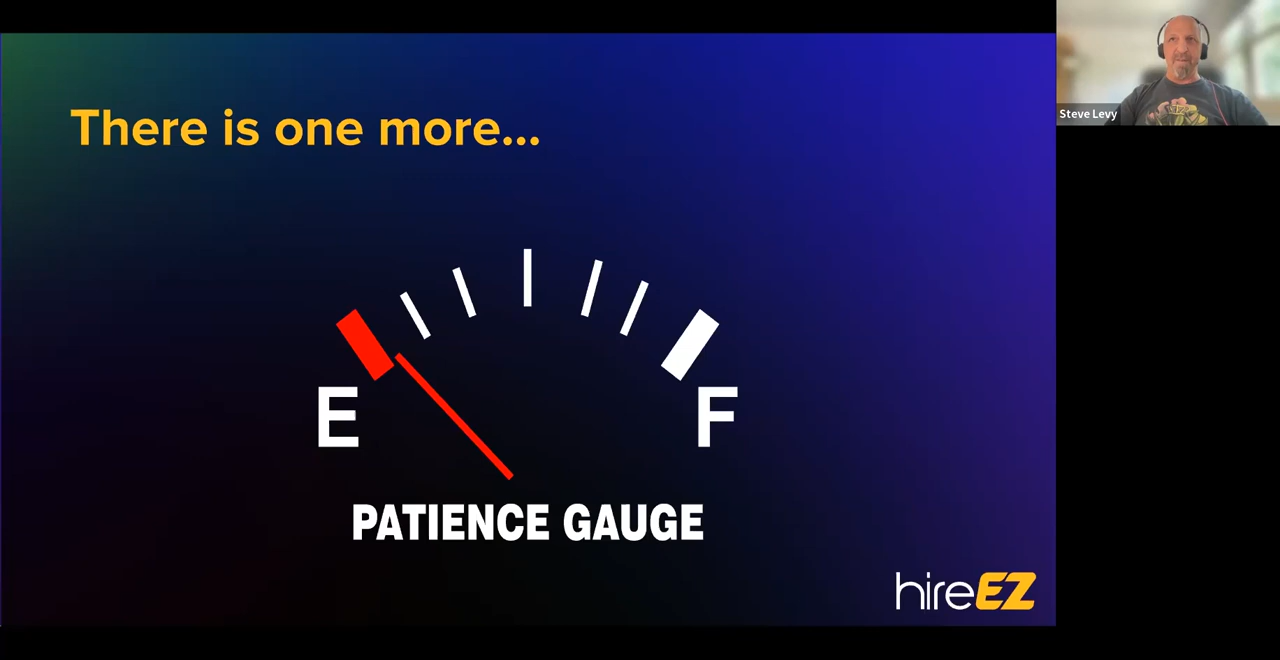 There is one more...
E
F
PATIENCE GAUGE
hireEZ
Steve Levy